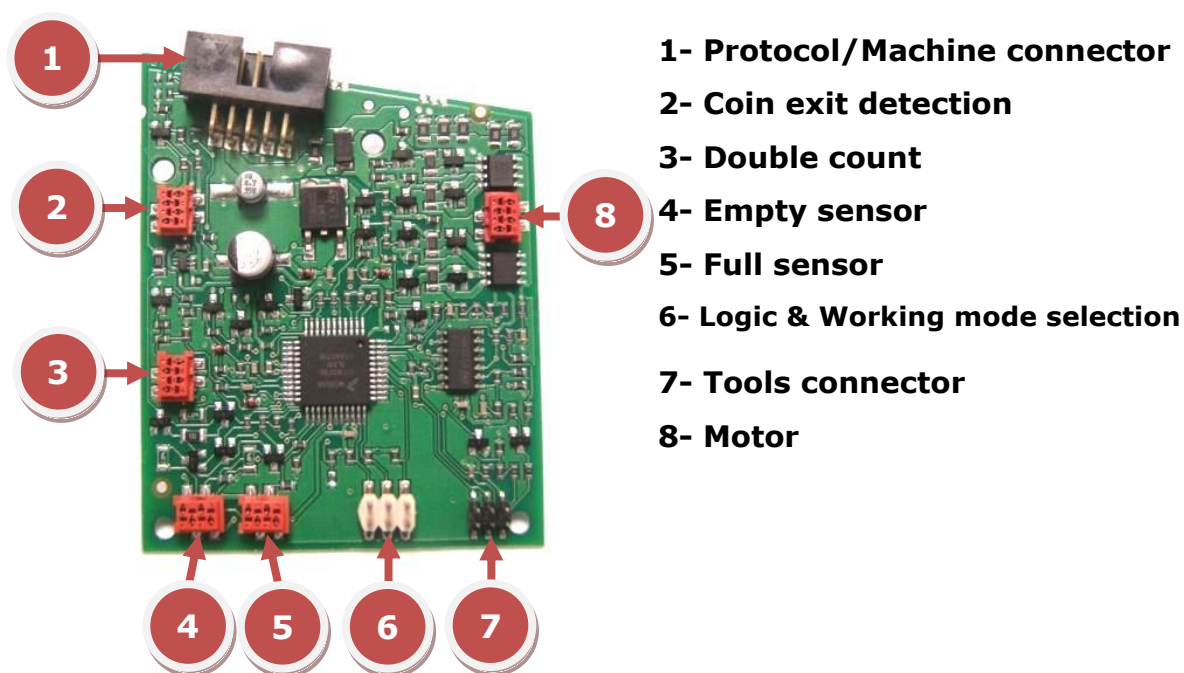 1
2
3
4
5
6
7
8
1- Protocol/Machine connector
2- Coin exit detection
3- Double count
4- Empty sensor
5- Full sensor
6- Logic & Working mode selection
7- Tools connector
8- Motor